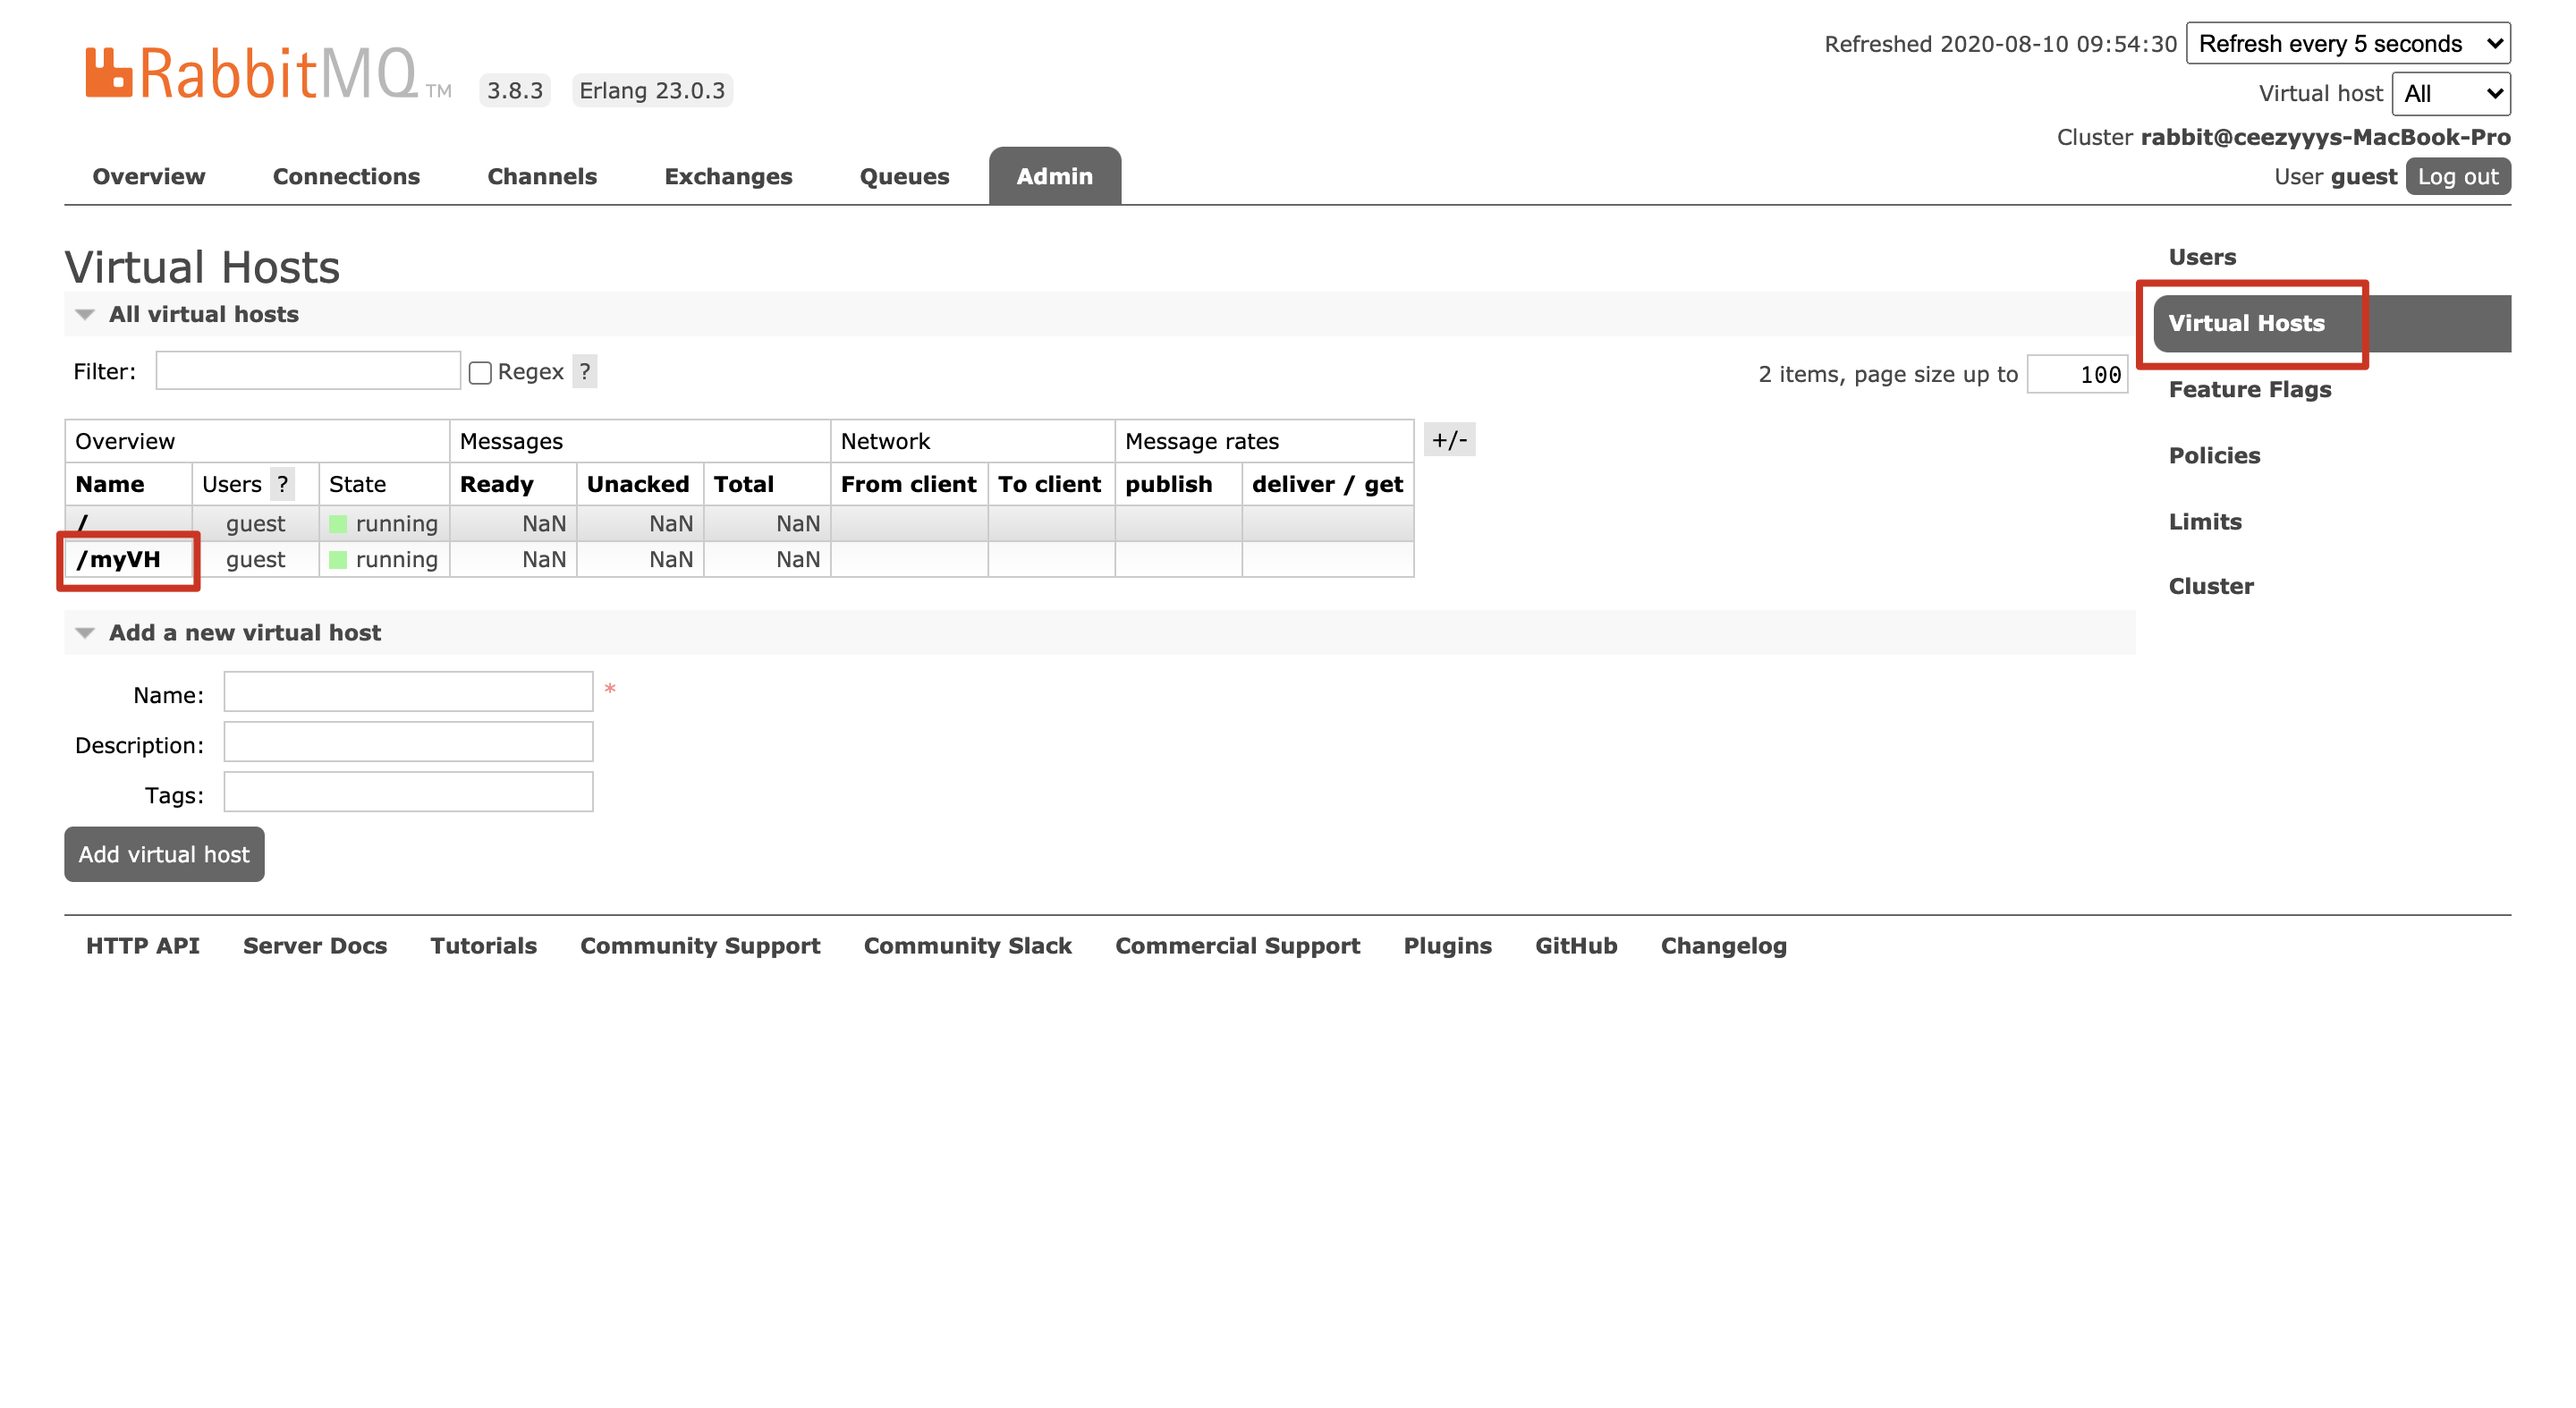 RabbitMQ TM 3.8.3 Erlang 23.0.3
Refreshed 2020-08-10 09:54:30 Refresh every 5 seconds
Virtual host All
Cluster rabbit@ceezyyys-MacBook-Pro
User guest Log out
Overview Connections Channels Exchanges Queues Admin
Virtual Hosts
All virtual hosts
Filter: Regex ? 2 items, page size up to 100
Overview Messages Network Message rates +/-
Name Users ? State Ready Unacked Total From client To client publish deliver / get
/ guest running NaN NaN NaN
/myVH guest running NaN NaN NaN
Add a new virtual host
Name: *
Description:
Tags:
Add virtual host
Users
Virtual Hosts
Feature Flags
Policies
Limits
Cluster
HTTP API Server Docs Tutorials Community Support Community Slack Commercial Support Plugins GitHub Changelog